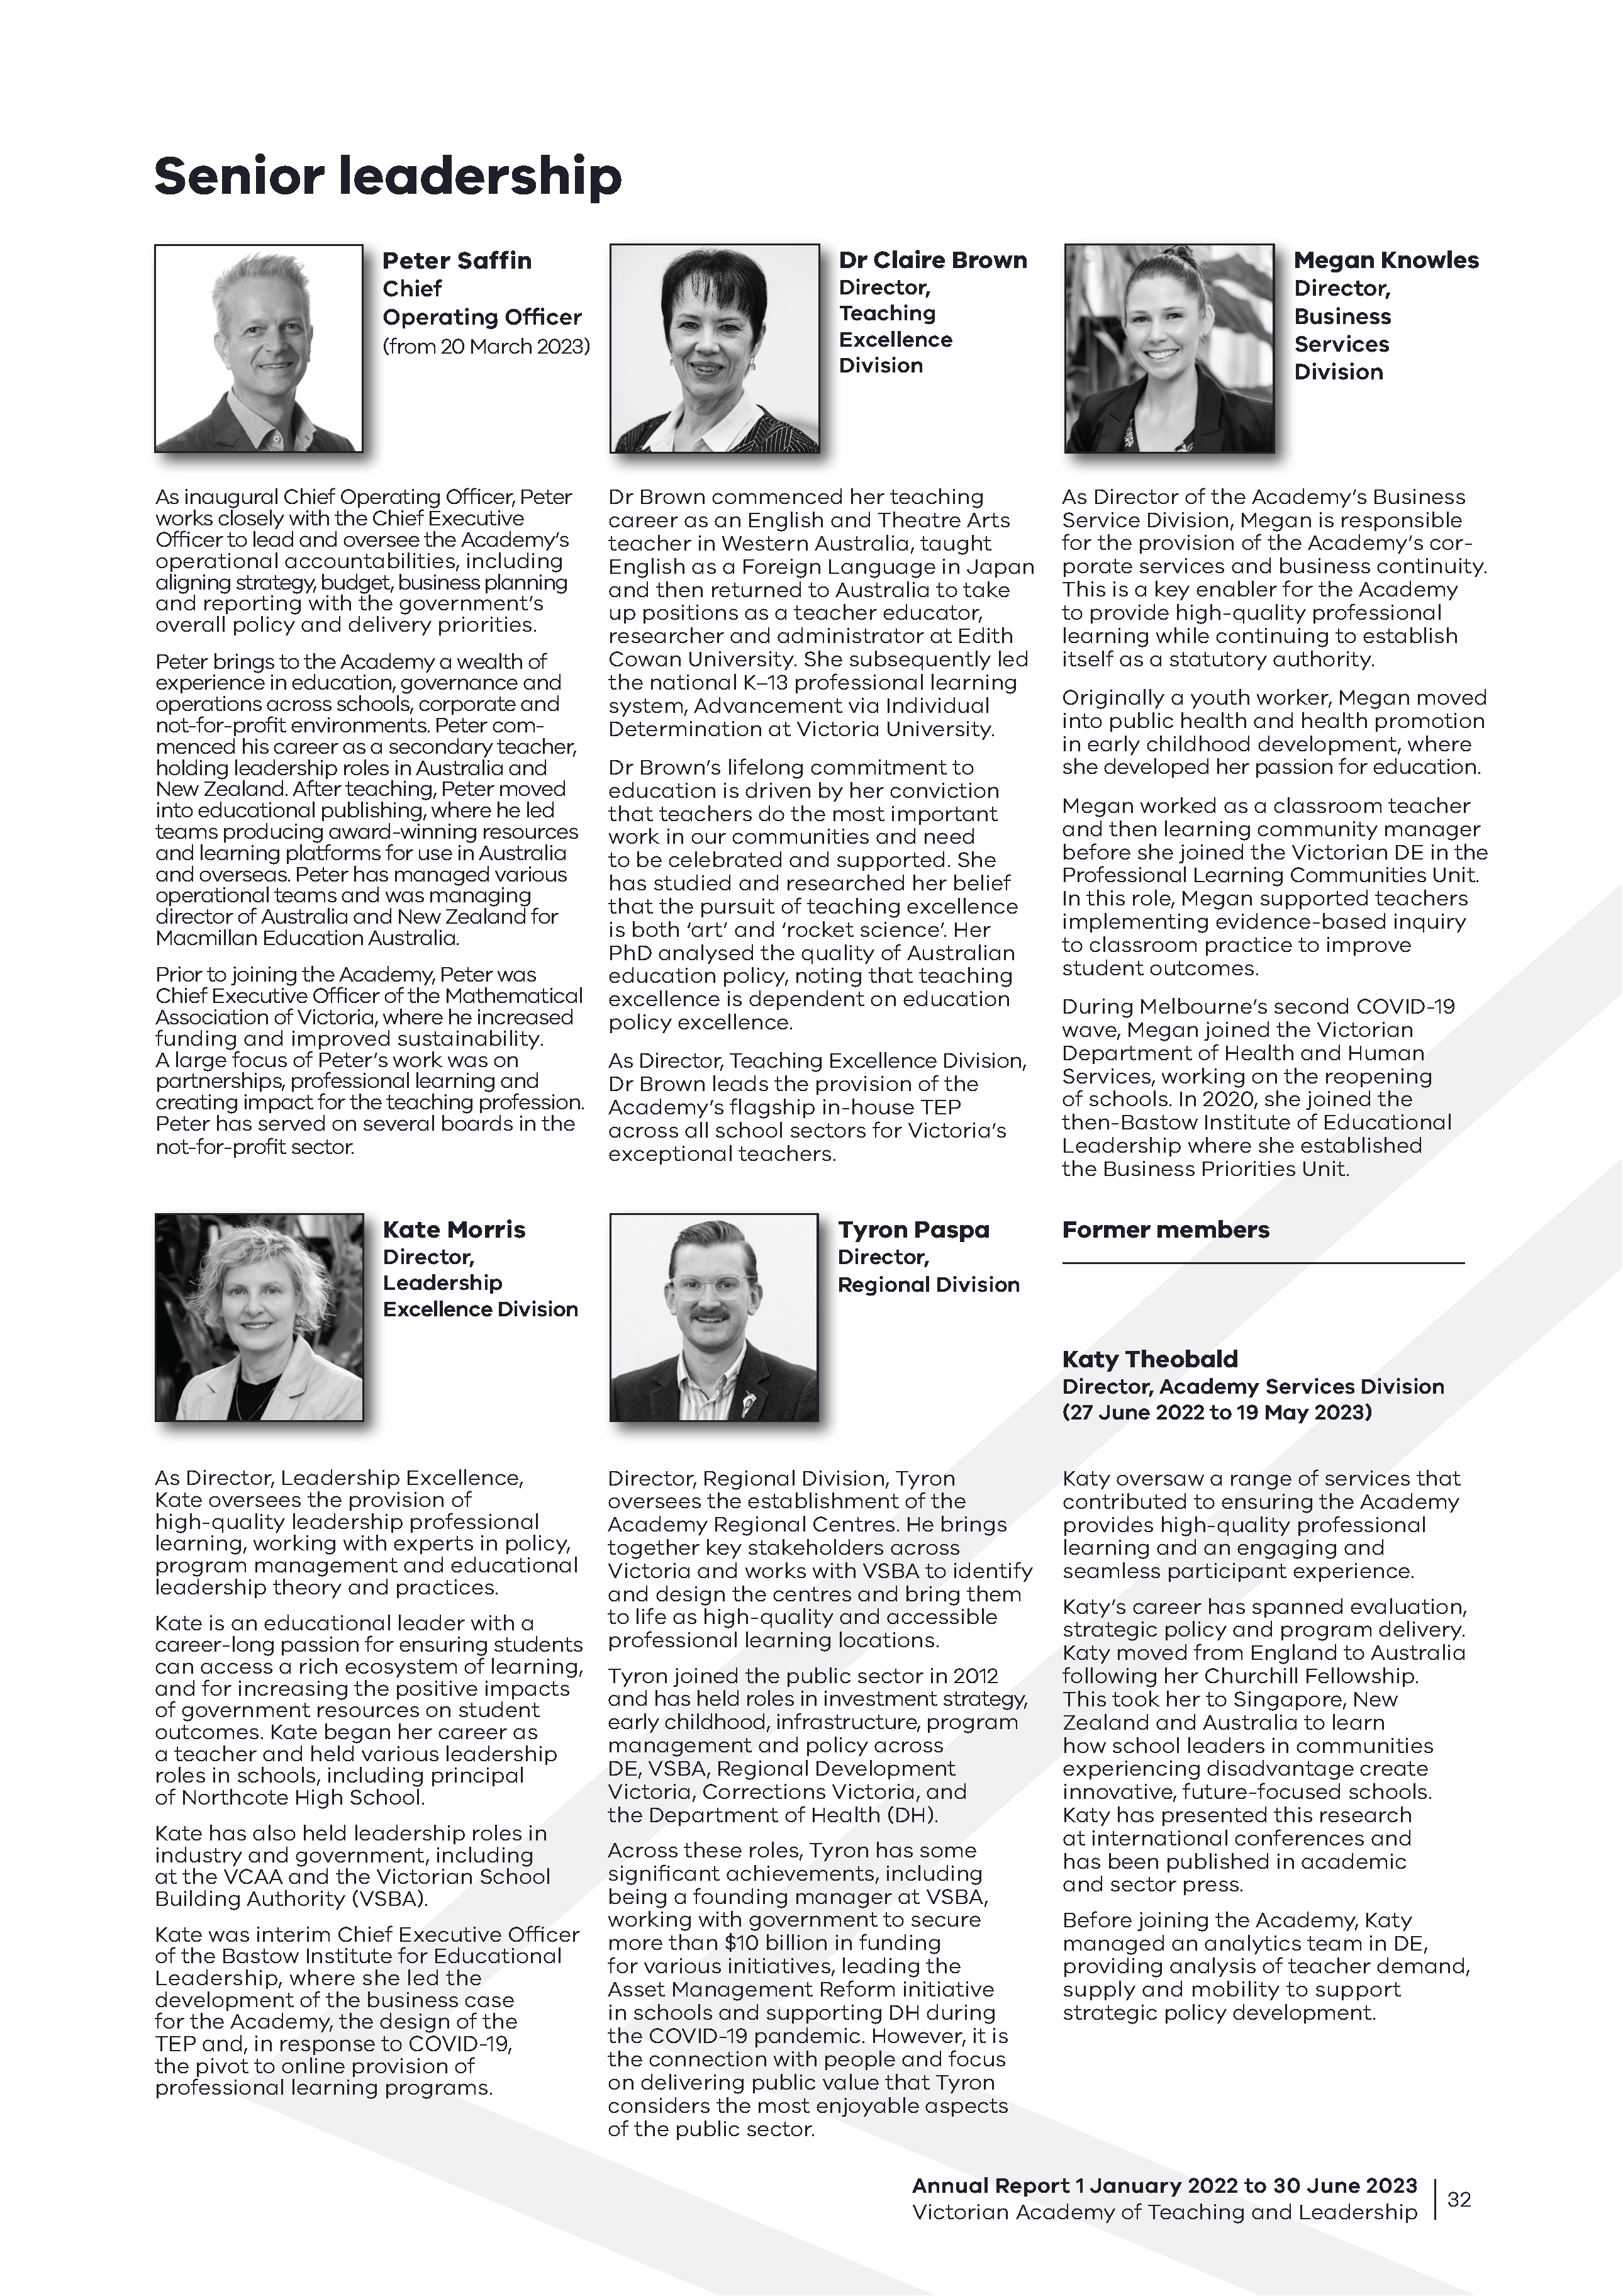 Senior leadership
Peter Saffin
Chief
Operating Officer
(from 20 March 2023)
As inaugural Chief Operating Officer, Peter
works closely with the Chief Executive
Officer to lead and oversee the Academy's
operational accountabilities, including
aligning strategy, budget, business planning
and reporting with the government's
overall policy and delivery priorities.
Peter brings to the Academy a wealth of
experience in education, governance and
operations across schools, corporate and
not-for-profit environments. Peter com-
menced his career as a secondary teacher,
holding leadership roles in Australia and
New Zealand. After teaching, Peter moved
into educational publishing, where he led
teams producing award-winning resources
and learning platforms for use in Australia
and overseas. Peter has managed various
operational teams and was managing
director of Australia and New Zealand for
Macmillan Education Australia.
Prior to joining the Academy, Peter was
Chief Executive Officer of the Mathematical
Association of Victoria, where he increased
funding and improved sustainability.
A large focus of Peter's work was on
partnerships, professional learning and
creating impact for the teaching profession.
Peter has served on several boards in the
not-for-profit sector.
Dr Claire Brown
Director,
Teaching
Excellence
Division
Dr Brown commenced her teaching
career as an English and Theatre Arts
teacher in Western Australia, taught
English as a Foreign Language in Japan
and then returned to Australia to take
up positions as a teacher educator,
researcher and administrator at Edith
Cowan University. She subsequently led
the national K–13 professional learning
system, Advancement via Individual
Determination at Victoria University.
Dr Brown's lifelong commitment to
education is driven by her conviction
that teachers do the most important
work in our communities and need
to be celebrated and supported. She
has studied and researched her belief
that the pursuit of teaching excellence
is both 'art' and 'rocket science'. Her
PhD analysed the quality of Australian
education policy, noting that teaching
excellence is dependent on education
policy excellence.
As Director, Teaching Excellence Division,
Dr Brown leads the provision of the
Academy's flagship in-house TEP
across all school sectors for Victoria's
exceptional teachers.
Megan Knowles
Director,
Business
Services
Division
As Director of the Academy's Business
Service Division, Megan is responsible
for the provision of the Academy's cor-
porate services and business continuity.
This is a key enabler for the Academy
to provide high-quality professional
learning while continuing to establish
itself as a statutory authority.
Originally a youth worker, Megan moved
into public health and health promotion
in early childhood development, where
she developed her passion for education.
Megan worked as a classroom teacher
and then learning community manager
before she joined the Victorian DE in the
Professional Learning Communities Unit.
In this role, Megan supported teachers
implementing evidence-based inquiry
to classroom practice to improve
student outcomes.
During Melbourne's second COVID-19
wave, Megan joined the Victorian
Department of Health and Human
Services, working on the reopening
of schools. In 2020, she joined the
then-Bastow Institute of Educational
Leadership where she established
the Business Priorities Unit.
Kate Morris
Director,
Leadership
Excellence Division
As Director, Leadership Excellence,
Kate oversees the provision of
high-quality leadership professional
learning, working with experts in policy,
program management and educational
leadership theory and practices.
Kate is an educational leader with a
career-long passion for ensuring students
can access a rich ecosystem of learning,
and for increasing the positive impacts
of government resources on student
outcomes. Kate began her career as
a teacher and held various leadership
roles in schools, including principal
of Northcote High School.
Kate has also held leadership roles in
industry and government, including
at the VCAA and the Victorian School
Building Authority (VSBA).
Kate was interim Chief Executive Officer
of the Bastow Institute for Educational
Leadership, where she led the
development of the business case
for the Academy, the design of the
TEP and, in response to COVID-19,
the pivot to online provision of
professional learning programs.
Tyron Paspa
Director,
Regional Division
Director, Regional Division, Tyron
oversees the establishment of the
Academy Regional Centres. He brings
together key stakeholders across
Victoria and works with VSBA to identify
and design the centres and bring them
to life as high-quality and accessible
professional learning locations.
Tyron joined the public sector in 2012
and has held roles in investment strategy,
early childhood, infrastructure, program
management and policy across
DE, VSBA, Regional Development
Victoria, Corrections Victoria, and
the Department of Health (DH).
Across these roles, Tyron has some
significant achievements, including
being a founding manager at VSBA,
working with government to secure
more than $10 billion in funding
for various initiatives, leading the
Asset Management Reform initiative
in schools and supporting DH during
the COVID-19 pandemic. However, it is
the connection with people and focus
on delivering public value that Tyron
considers the most enjoyable aspects
of the public sector.
Former members
Katy Theobald
Director, Academy Services Division
(27 June 2022 to 19 May 2023)
Katy oversaw a range of services that
contributed to ensuring the Academy
provides high-quality professional
learning and an engaging and
seamless participant experience.
Katy's career has spanned evaluation,
strategic policy and program delivery.
Katy moved from England to Australia
following her Churchill Fellowship.
This took her to Singapore, New
Zealand and Australia to learn
how school leaders in communities
experiencing disadvantage create
innovative, future-focused schools.
Katy has presented this research
at international conferences and
has been published in academic
and sector press.
Before joining the Academy, Katy
managed an analytics team in DE,
providing analysis of teacher demand,
supply and mobility to support
strategic policy development.
Annual Report 1 January 2022 to 30 June 2023
Victorian Academy of Teaching and Leadership
32